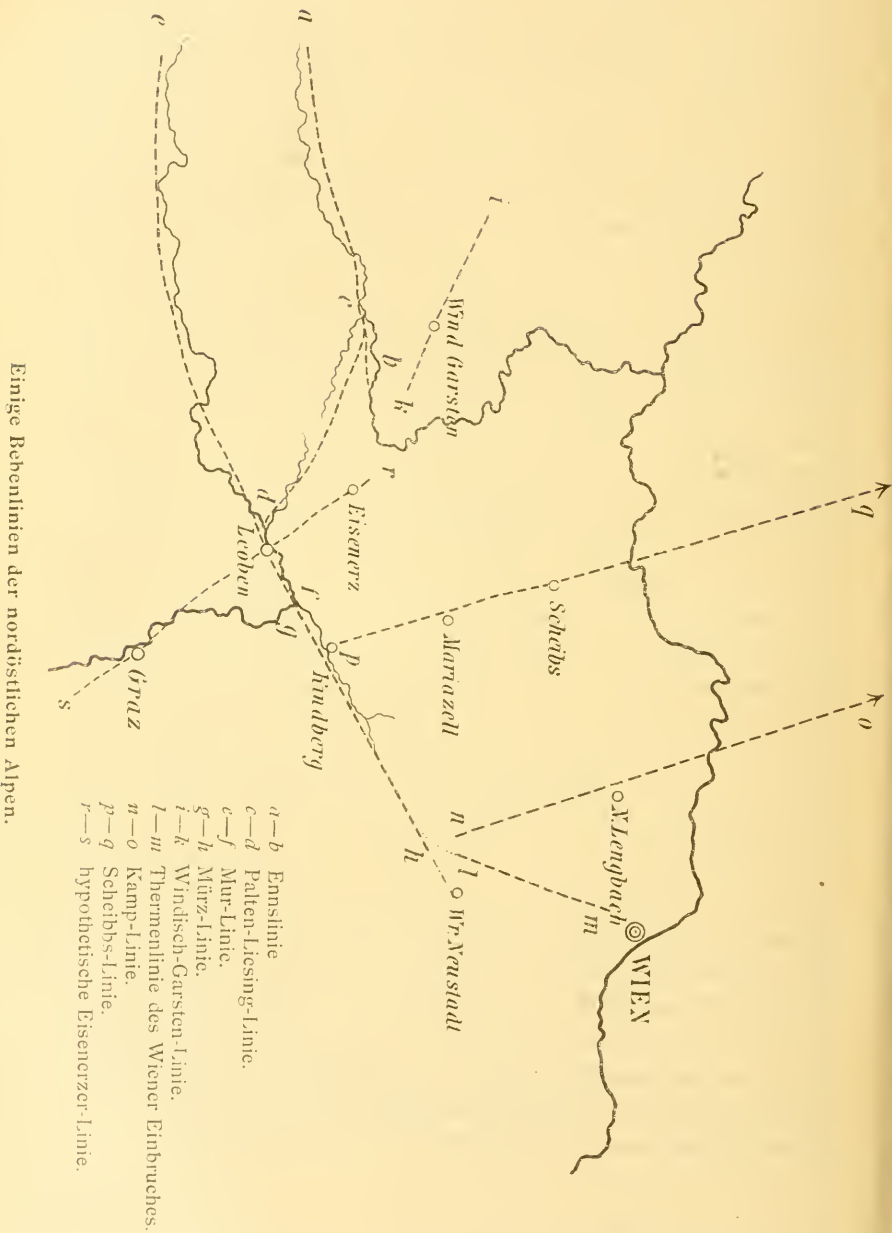 q
o
WIEN
N.Lengbach
m
Scheibs
i
Wind Garsten
Mariazell
n
l
Wr.Neustadt
k
h
r
b
Eisenerz
c
p
Kindberg
a
f
g
d
Leoben
e
Graz
s
a—b Ennslinie
c—d Palten-Liesing-Linie.
e—f Mur-Linie.
g—h Mürz-Linie.
i—k Windisch-Garsten-Linie.
l—m Thermenlinie des Wiener Einbruches.
n—o Kamp-Linie.
p—q Scheibbs-Linie.
r—s hypothetische Eisenerzer-Linie.
Einige Bebenlinien der nordöstlichen Alpen.